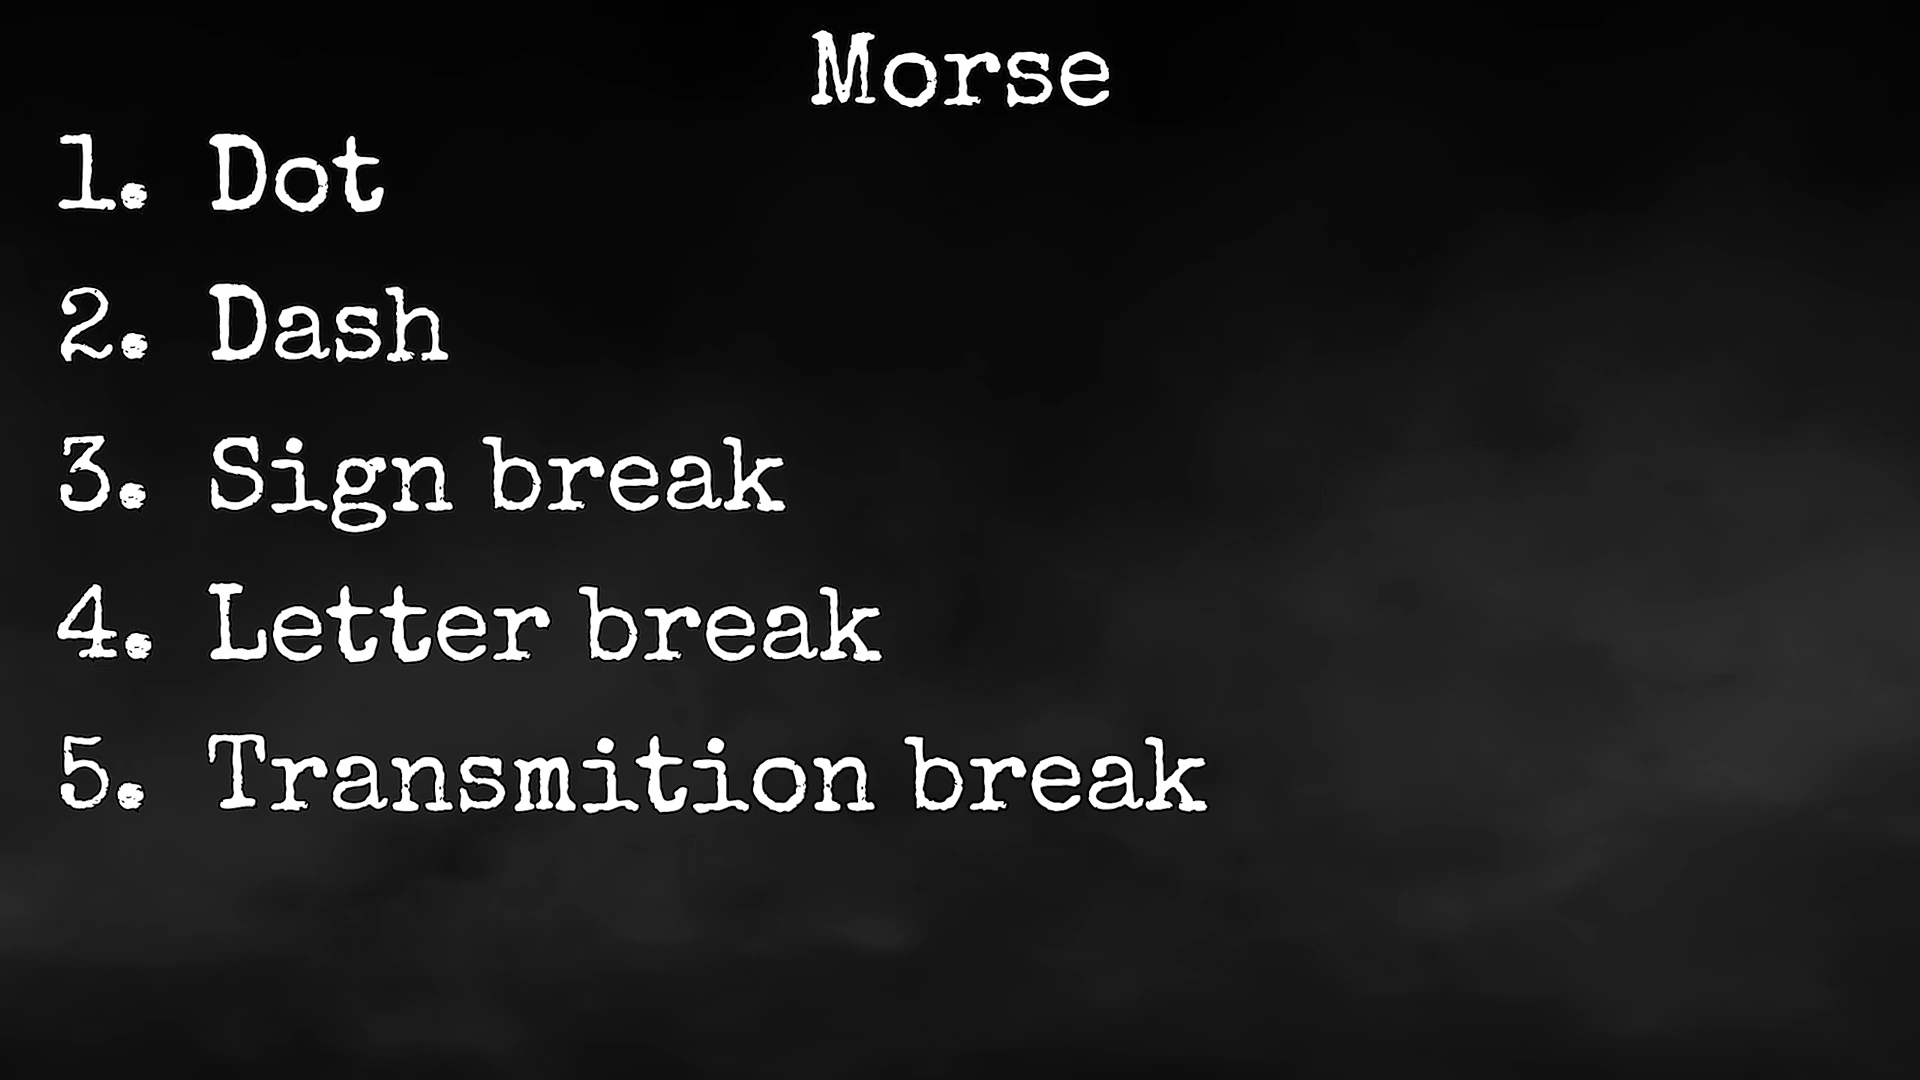 Morse
1. Dot
2. Dash
3. Sign break
4. Letter break
5. Transmition break